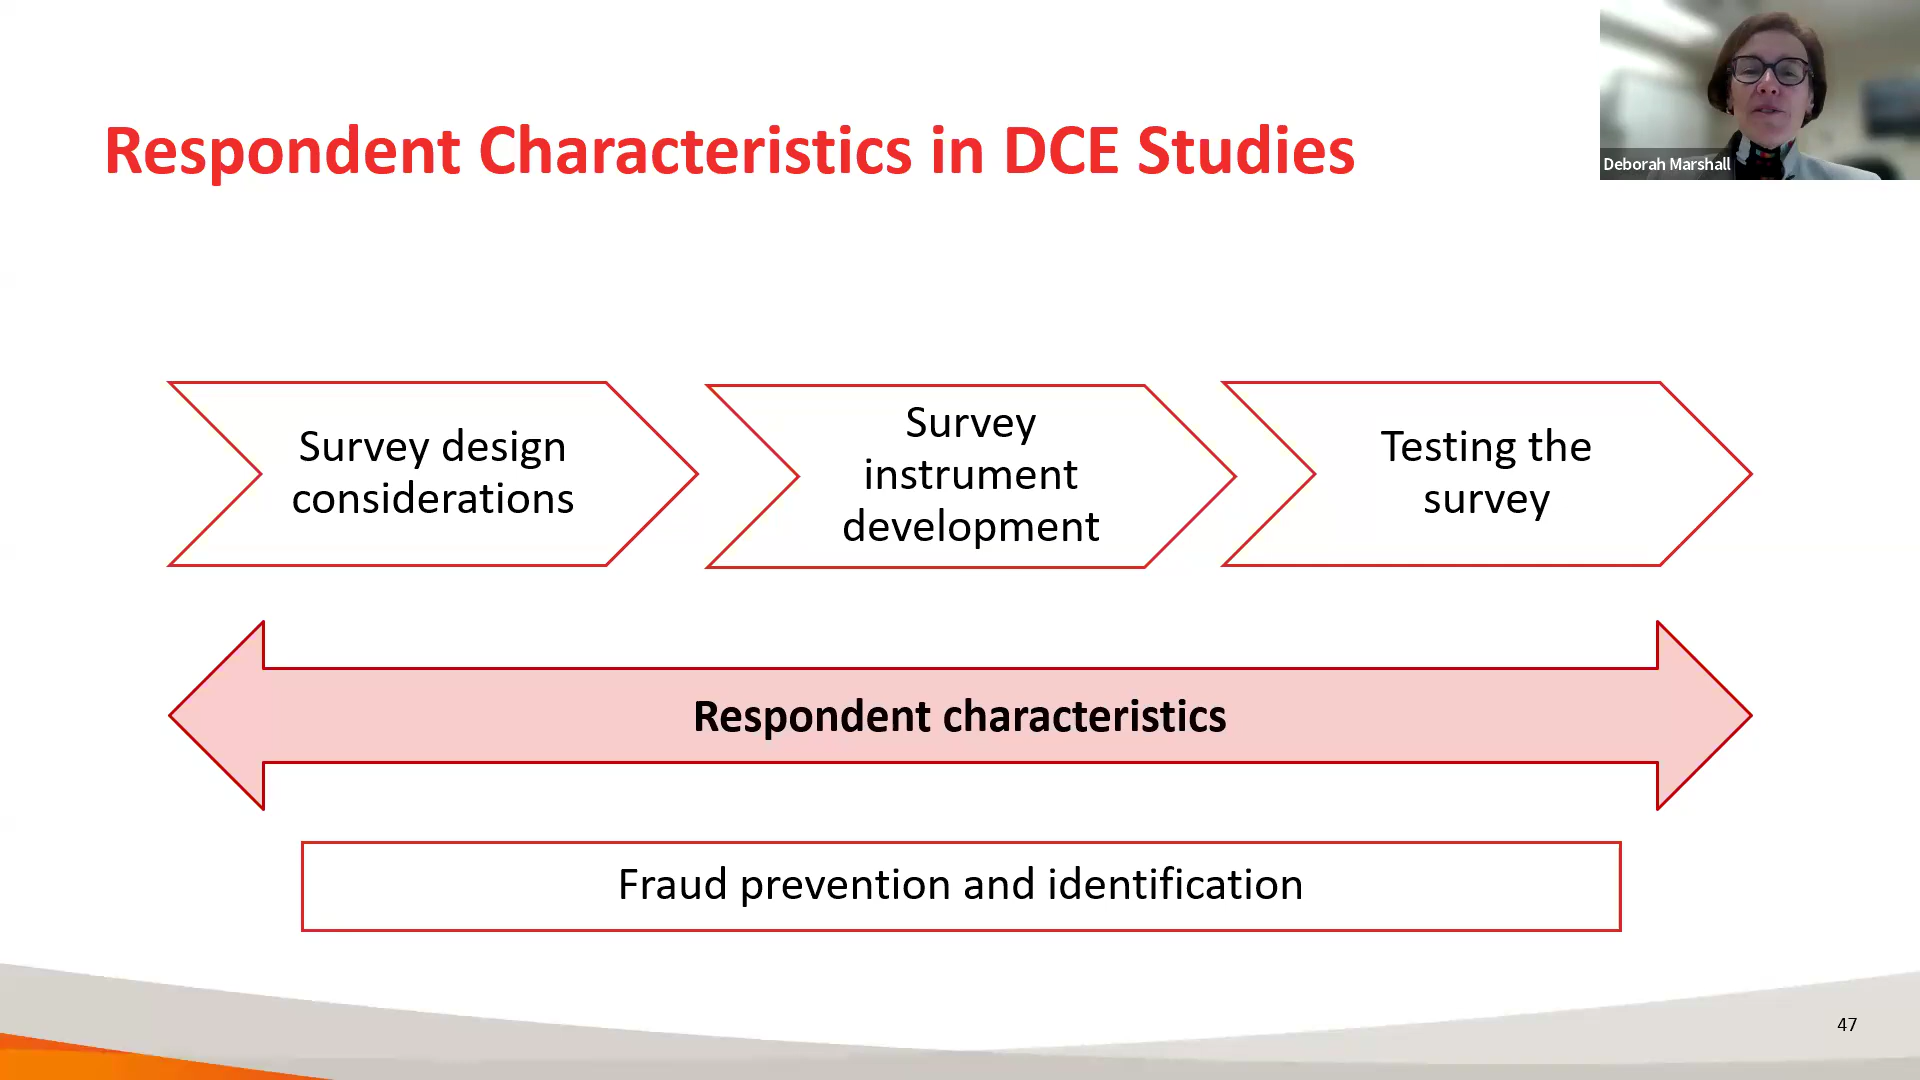 Respondent Characteristics in DCE Studies
Deborah Marshall
Survey design
considerations
Survey
instrument
development
Testing the
survey
Respondent characteristics
Fraud prevention and identification
47